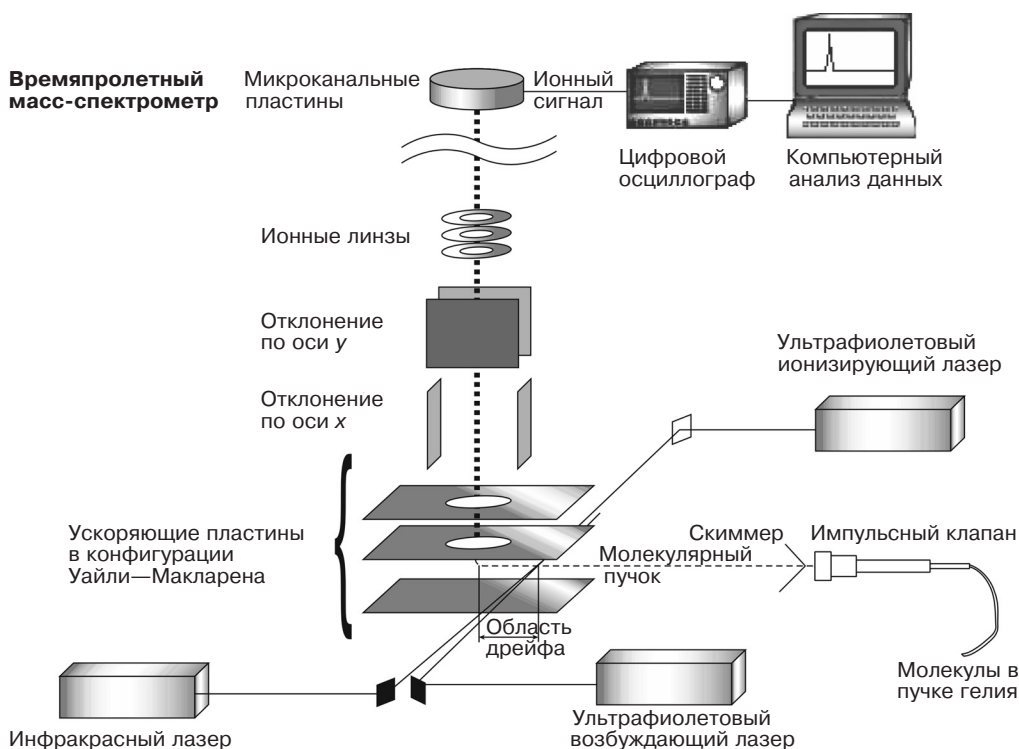 Времяпролетный
масс-спектрометр
Микроканальные
пластины
Ионный
сигнал
Цифровой
осциллограф
Компьютерный
анализ данных
Ионные линзы
Отклонение
по оси y
Ультрафиолетовый
ионизирующий лазер
Отклонение
по оси x
Ускоряющие пластины
в конфигурации
Уайли—Макларена
Скиммер
Импульсный клапан
Молекулярный
пучок
Область
дрейфа
Молекулы в
пучке гелия
Инфракрасный лазер
Ультрафиолетовый
возбуждающий лазер